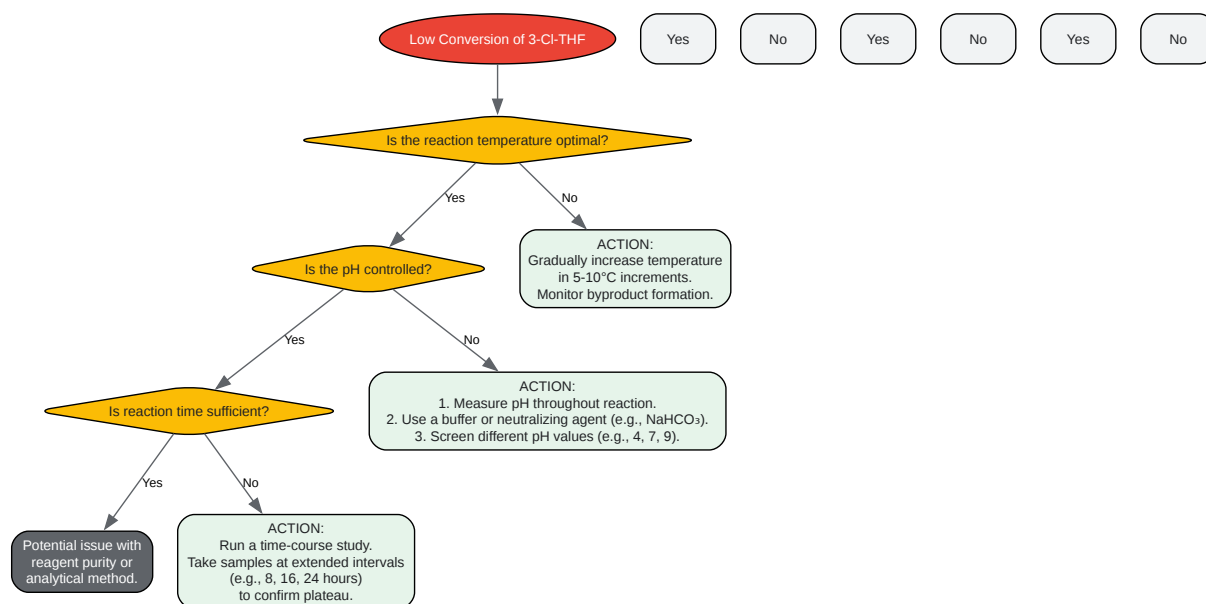 Low Conversion of 3-Cl-THF
Yes
No
Yes
No
Yes
No
Is the reaction temperature optimal?
Yes
No
Is the pH controlled?
ACTION:
Gradually increase temperature
in 5-10°C increments.
Monitor byproduct formation.
Yes
No
Is reaction time sufficient?
ACTION:
1. Measure pH throughout reaction.
2. Use a buffer or neutralizing agent (e.g., NaHCO₃).
3. Screen different pH values (e.g., 4, 7, 9).
Yes
No
Potential issue with
reagent purity or
analytical method.
ACTION:
Run a time-course study.
Take samples at extended intervals
(e.g., 8, 16, 24 hours)
to confirm plateau.